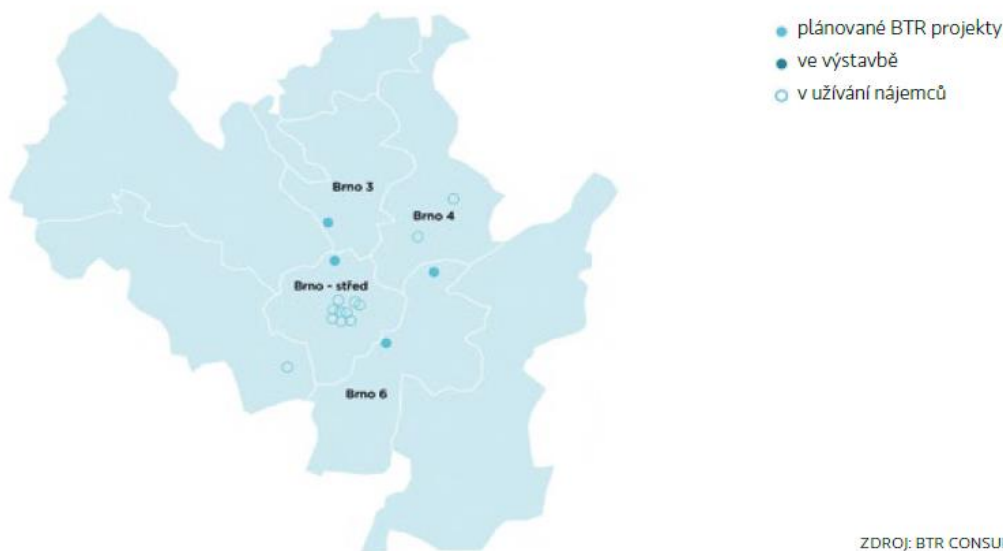 plánované BTR projekty
ve výstavbě
v užívání nájemců
Brno 3
Brno 4
Brno - střed
Brno 6
ZDROJ: BTR CONSU